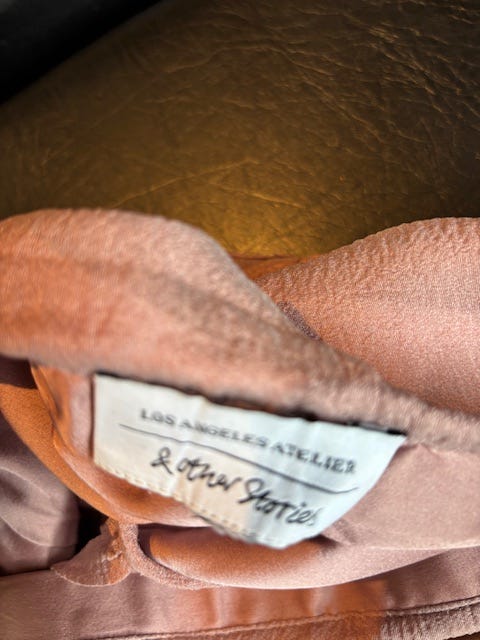 LOS ANGELES ATELIER
& other Stories